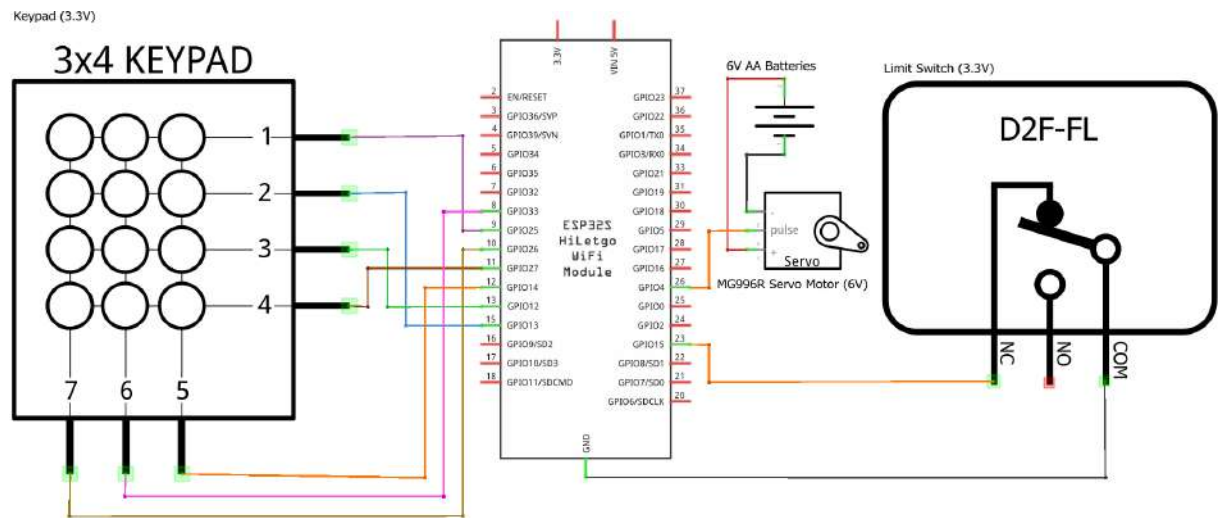 Keypad (3.3V)
3x4 KEYPAD
1
2
3
4
7 6 5
3.3V
VIN 5V
2 EN/RESET
3 GPIO36/SVP
4 GPIO39/SVN
5 GPIO34
6 GPIO35
7 GPIO32
8 GPIO33
9 GPIO25
10 GPIO26
11 GPIO27
12 GPIO14
13 GPIO12
15 GPIO13
16 GPIO9/SD2
17 GPIO10/SD3
18 GPIO11/SDCMD
ESP32S
HiLetgo
WiFi
Module
GPIO23 37
GPIO22 36
GPIO1/TX0 35
GPIO3/RX0 34
GPIO21 33
GPIO19 31
GPIO18 30
GPIO5 29
GPIO17 28
GPIO16 27
GPIO4 26
GPIO0 25
GPIO2 24
GPIO15 23
GPIO8/SD1 22
GPIO7/SD0 21
GPIO6/SDCLK 20
GND
6V AA Batteries
-
pulse
+
Servo
MG996R Servo Motor (6V)
Limit Switch (3.3V)
D2F-FL
NC
NO
COM